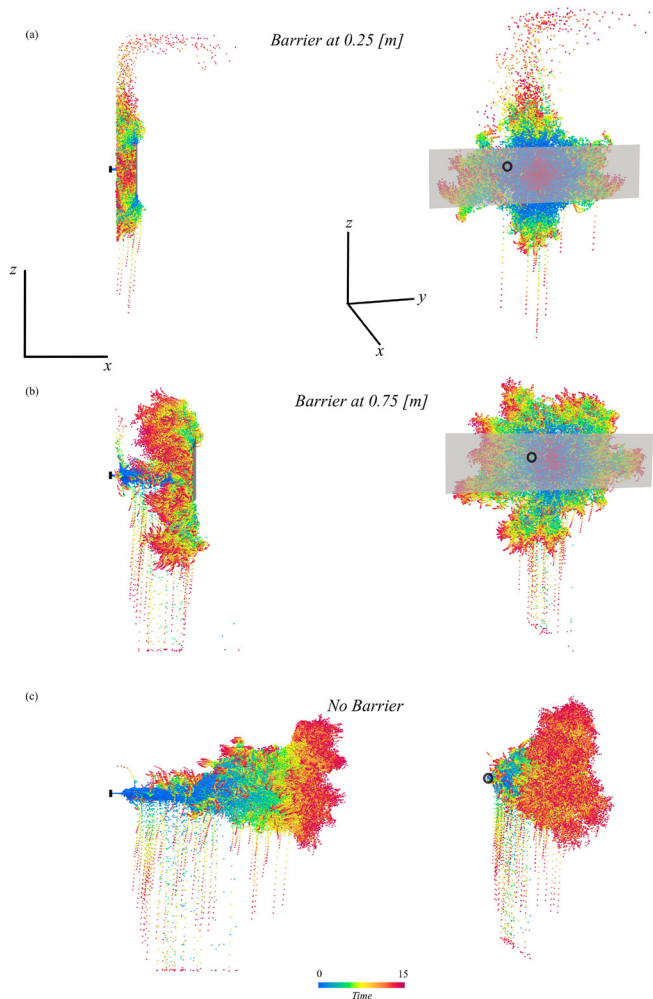 (a)
Barrier at 0.25 [m]
z
x
z
y
x
(b)
Barrier at 0.75 [m]
(c)
No Barrier
0
15
Time